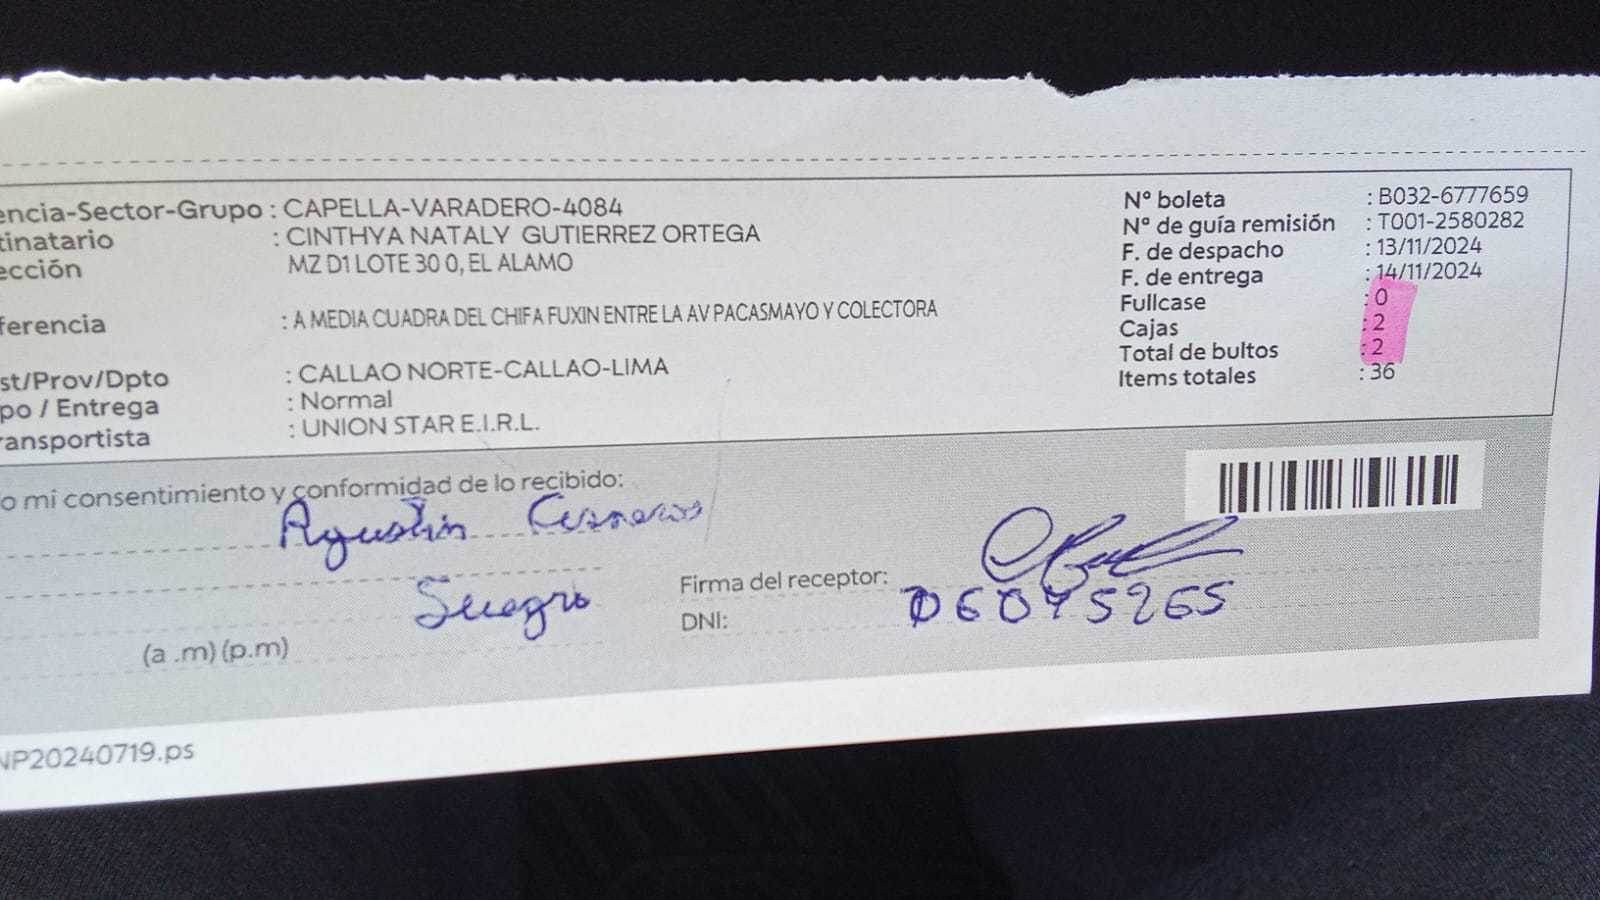 encia-Sector-Grupo : CAPELLA-VARADERO-4084
tinatario : CINTHYA NATALY GUTIERREZ ORTEGA
ección MZ D1 LOTE 30 0, EL ALAMO
ferencia : A MEDIA CUADRA DEL CHIFA FUXIN ENTRE LA AV PACASMAYO Y COLECTORA
st/Prov/Dpto : CALLAO NORTE-CALLAO-LIMA
po / Entrega : Normal
ransportista : UNION STAR E.I.R.L.
Nº boleta : B032-6777659
Nº de guía remisión : T001-2580282
F. de despacho : 13/11/2024
F. de entrega : 14/11/2024
Fullcase : 0
Cajas : 2
Total de bultos : 2
Items totales : 36
o mi consentimiento y conformidad de lo recibido:
Agustin Cisneros
Suegro
(a .m) (p.m)
Firma del receptor:
DNI: 06075265
NP20240719.ps